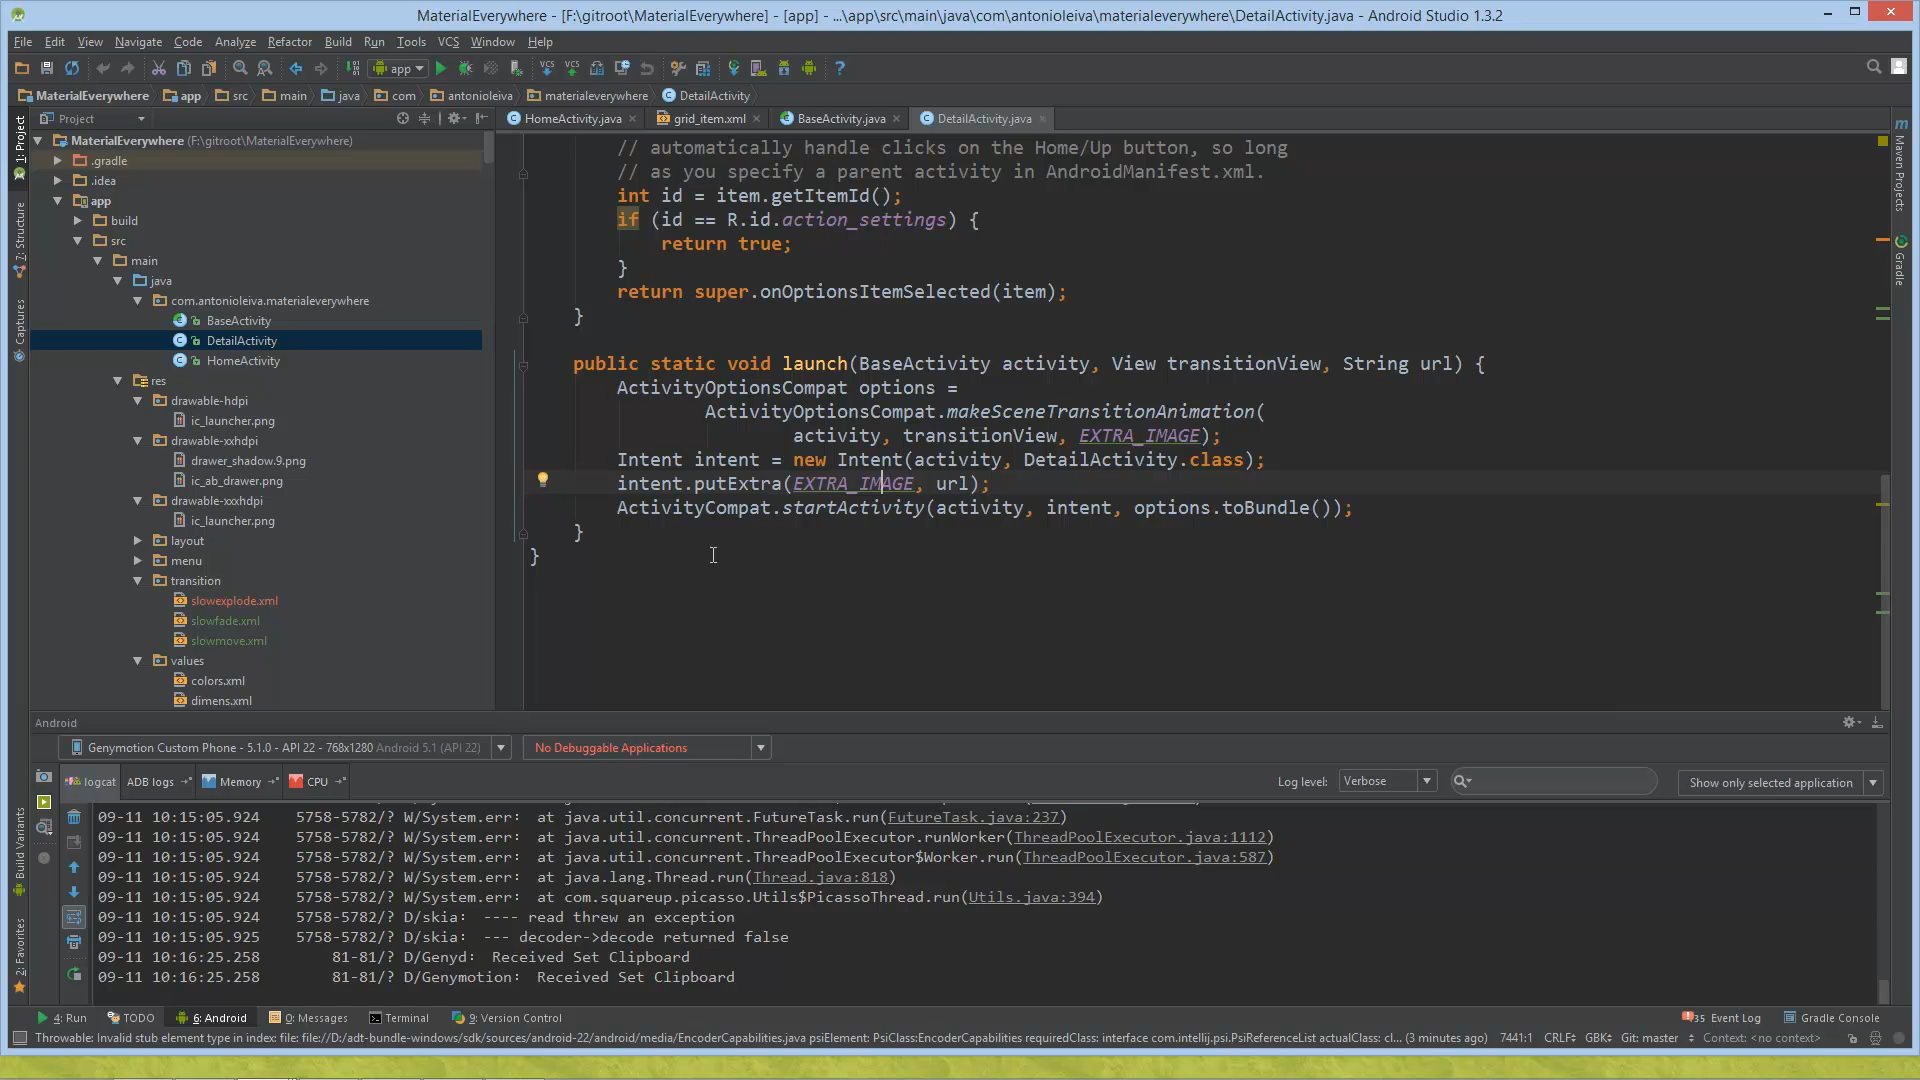 MaterialEverywhere - [F:\gitroot\MaterialEverywhere] - [app] - ...\app\src\main\java\com\antonioleiva\materialeverywhere\DetailActivity.java - Android Studio 1.3.2
File Edit View Navigate Code Analyze Refactor Build Run Tools VCS Window Help
app
MaterialEverywhere app src main java com antonioleiva materialeverywhere DetailActivity
Project
HomeActivity.java grid_item.xml BaseActivity.java DetailActivity.java
1: Project
7: Structure
Captures
Build Variants
2: Favorites
Maven Projects
Gradle
MaterialEverywhere (F:\gitroot\MaterialEverywhere)
.gradle
.idea
app
build
src
main
java
com.antonioleiva.materialeverywhere
BaseActivity
DetailActivity
HomeActivity
res
drawable-hdpi
ic_launcher.png
drawable-xxhdpi
drawer_shadow.9.png
ic_ab_drawer.png
drawable-xxxhdpi
ic_launcher.png
layout
menu
transition
slowexplode.xml
slowfade.xml
slowmove.xml
values
colors.xml
dimens.xml
// automatically handle clicks on the Home/Up button, so long
// as you specify a parent activity in AndroidManifest.xml.
int id = item.getItemId();
if (id == R.id.action_settings) {
return true;
}
return super.onOptionsItemSelected(item);
}
public static void launch(BaseActivity activity, View transitionView, String url) {
ActivityOptionsCompat options =
ActivityOptionsCompat.makeSceneTransitionAnimation(
activity, transitionView, EXTRA_IMAGE);
Intent intent = new Intent(activity, DetailActivity.class);
intent.putExtra(EXTRA_IMAGE, url);
ActivityCompat.startActivity(activity, intent, options.toBundle());
}
}
Android
Genymotion Custom Phone - 5.1.0 - API 22 - 768x1280 Android 5.1 (API 22) No Debuggable Applications
logcat ADB logs Memory CPU Log level: Verbose Show only selected application
09-11 10:15:05.924 5758-5782/? W/System.err: at java.util.concurrent.FutureTask.run(FutureTask.java:237)
09-11 10:15:05.924 5758-5782/? W/System.err: at java.util.concurrent.ThreadPoolExecutor.runWorker(ThreadPoolExecutor.java:1112)
09-11 10:15:05.924 5758-5782/? W/System.err: at java.util.concurrent.ThreadPoolExecutor$Worker.run(ThreadPoolExecutor.java:587)
09-11 10:15:05.924 5758-5782/? W/System.err: at java.lang.Thread.run(Thread.java:818)
09-11 10:15:05.924 5758-5782/? W/System.err: at com.squareup.picasso.Utils$PicassoThread.run(Utils.java:394)
09-11 10:15:05.924 5758-5782/? D/skia: ---- read threw an exception
09-11 10:15:05.925 5758-5782/? D/skia: --- decoder->decode returned false
09-11 10:16:25.258 81-81/? D/Genyd: Received Set Clipboard
09-11 10:16:25.258 81-81/? D/Genymotion: Received Set Clipboard
4: Run TODO 6: Android 0: Messages Terminal 9: Version Control 35 Event Log Gradle Console
Throwable: Invalid stub element type in index: file: file://D:/adt-bundle-windows/sdk/sources/android-22/android/media/EncoderCapabilities.java psiElement: PsiClass:EncoderCapabilities requiredClass: interface com.intellij.psi.PsiReferenceList actualClass: cl... (3 minutes ago) 7441:1 CRLF GBK Git: master Context: <no context>